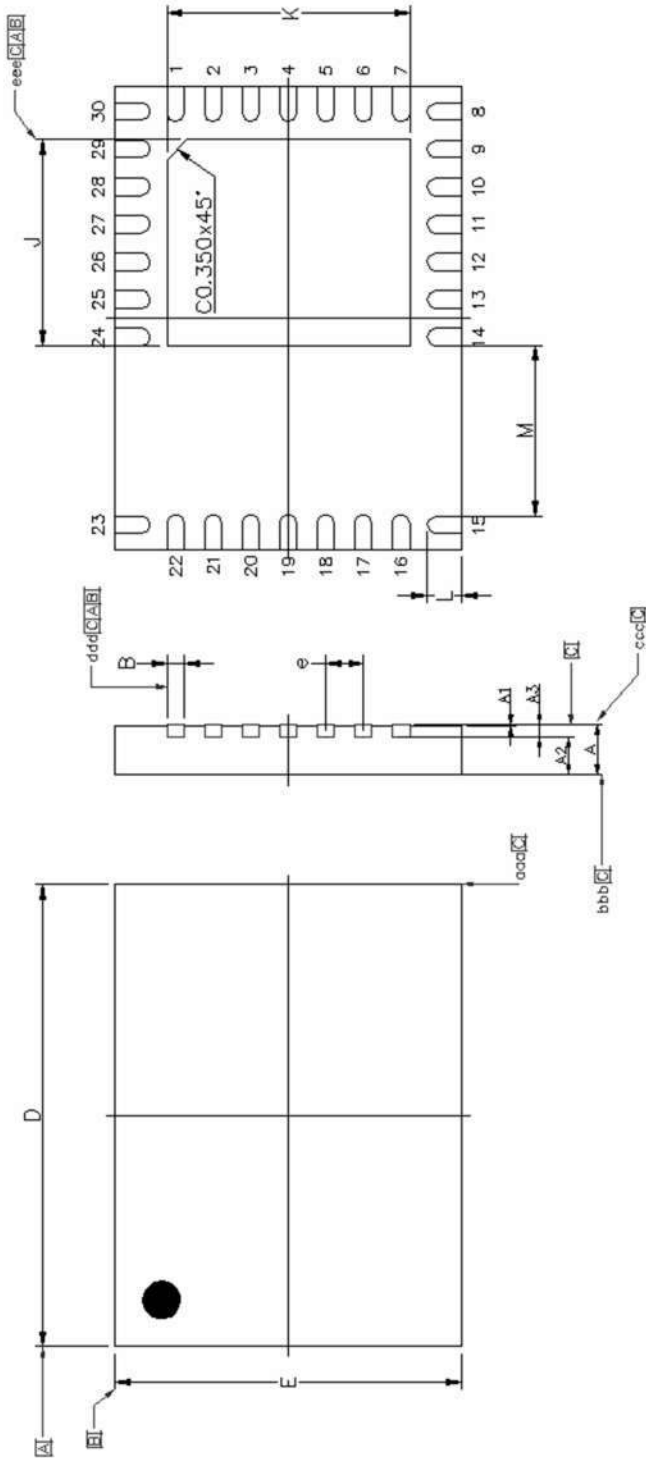 eee C A B
K
1 2 3 4 5 6 7
30 8
29 9
28 10
27 11
26 12
25 13
24 14
J
C0.350x45°
M
23 15
22 21 20 19 18 17 16
L
ddd C A B
B
e
A1
A3
A2
A
C
ccc C
bbb C
aaa C
D
E
A
B